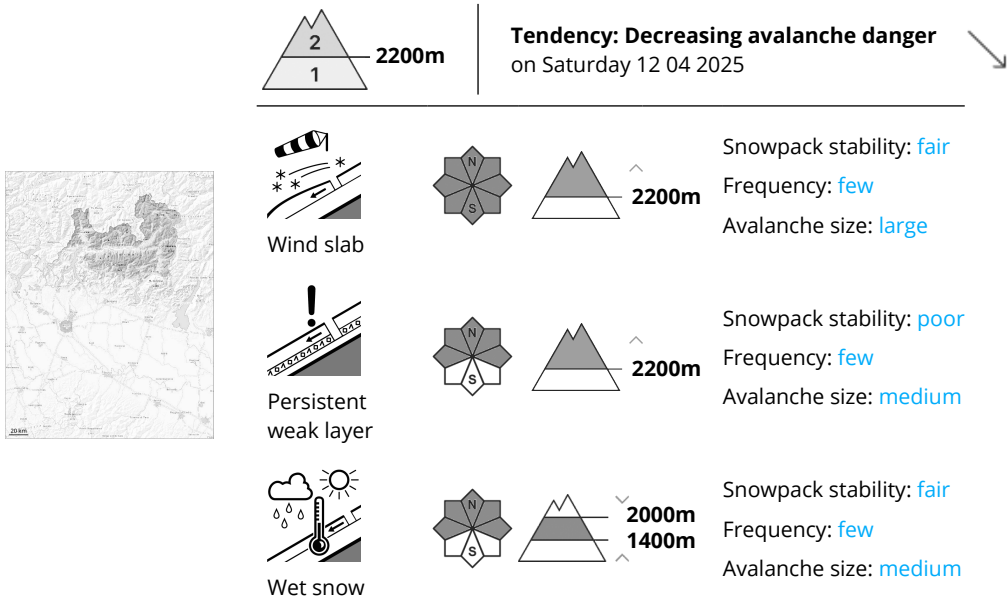 2
1
2200m
Tendency: Decreasing avalanche danger
on Saturday 12 04 2025
N
S
2200m
Snowpack stability: fair
Frequency: few
Avalanche size: large
Wind slab
N
S
2200m
Snowpack stability: poor
Frequency: few
Avalanche size: medium
Persistent
weak layer
20 km
N
S
2000m
1400m
Snowpack stability: fair
Frequency: few
Avalanche size: medium
Wet snow